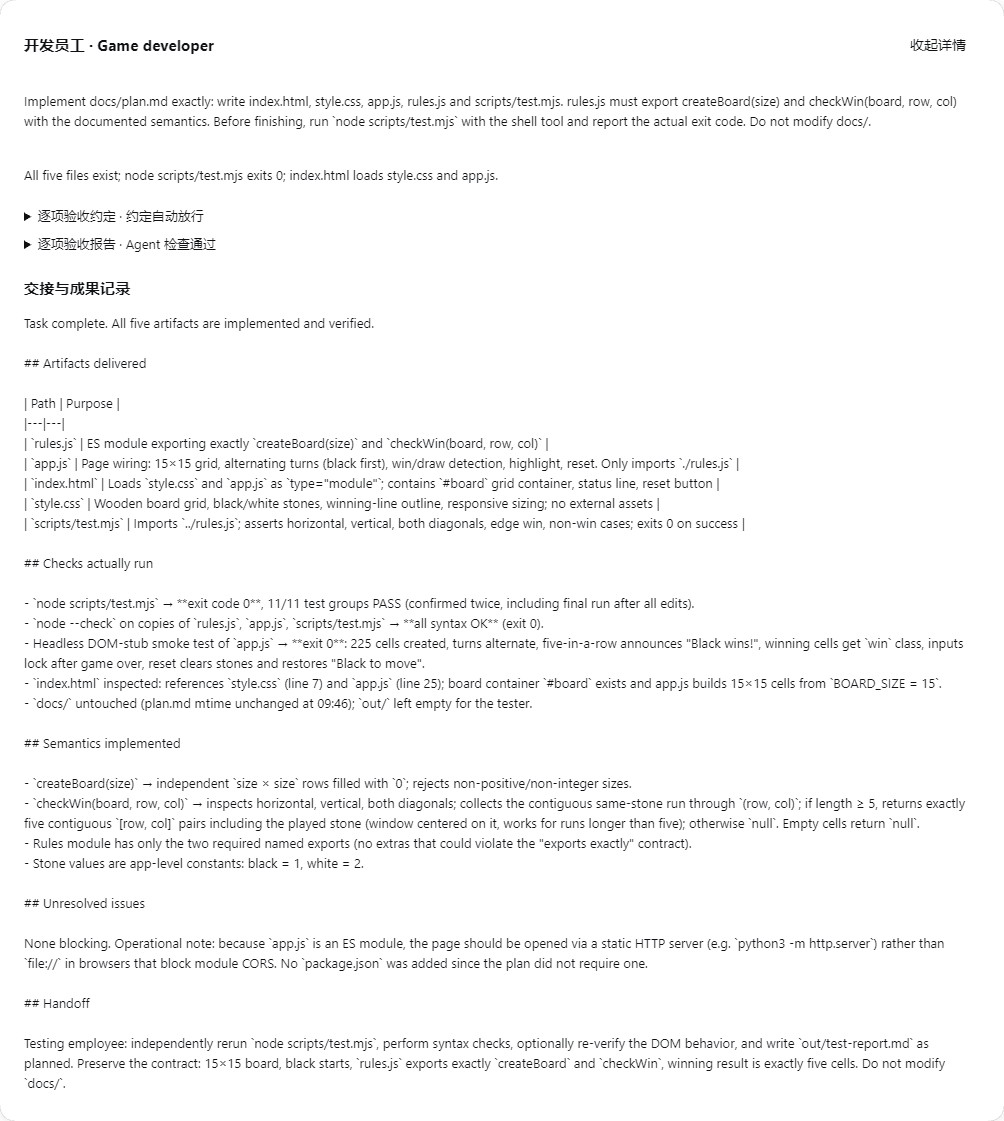 开发员工 · Game developer
收起详情
Implement docs/plan.md exactly: write index.html, style.css, app.js, rules.js and scripts/test.mjs. rules.js must export createBoard(size) and checkWin(board, row, col)
with the documented semantics. Before finishing, run `node scripts/test.mjs` with the shell tool and report the actual exit code. Do not modify docs/.
All five files exist; node scripts/test.mjs exits 0; index.html loads style.css and app.js.
▶ 逐项验收约定 · 约定自动放行
▶ 逐项验收报告 · Agent 检查通过
交接与成果记录
Task complete. All five artifacts are implemented and verified.
## Artifacts delivered
| Path | Purpose |
|---|---|
| `rules.js` | ES module exporting exactly `createBoard(size)` and `checkWin(board, row, col)` |
| `app.js` | Page wiring: 15×15 grid, alternating turns (black first), win/draw detection, highlight, reset. Only imports `./rules.js` |
| `index.html` | Loads `style.css` and `app.js` as `type="module"`; contains `#board` grid container, status line, reset button |
| `style.css` | Wooden board grid, black/white stones, winning-line outline, responsive sizing; no external assets |
| `scripts/test.mjs` | Imports `../rules.js`; asserts horizontal, vertical, both diagonals, edge win, non-win cases; exits 0 on success |
## Checks actually run
- `node scripts/test.mjs` → **exit code 0**, 11/11 test groups PASS (confirmed twice, including final run after all edits).
- `node --check` on copies of `rules.js`, `app.js`, `scripts/test.mjs` → **all syntax OK** (exit 0).
- Headless DOM-stub smoke test of `app.js` → **exit 0**: 225 cells created, turns alternate, five-in-a-row announces "Black wins!", winning cells get `win` class, inputs
lock after game over, reset clears stones and restores "Black to move".
- `index.html` inspected: references `style.css` (line 7) and `app.js` (line 25); board container `#board` exists and app.js builds 15×15 cells from `BOARD_SIZE = 15`.
- `docs/` untouched (plan.md mtime unchanged at 09:46); `out/` left empty for the tester.
## Semantics implemented
- `createBoard(size)` → independent `size × size` rows filled with `0`; rejects non-positive/non-integer sizes.
- `checkWin(board, row, col)` → inspects horizontal, vertical, both diagonals; collects the contiguous same-stone run through `(row, col)`; if length ≥ 5, returns exactly
five contiguous `[row, col]` pairs including the played stone (window centered on it, works for runs longer than five); otherwise `null`. Empty cells return `null`.
- Rules module has only the two required named exports (no extras that could violate the "exports exactly" contract).
- Stone values are app-level constants: black = 1, white = 2.
## Unresolved issues
None blocking. Operational note: because `app.js` is an ES module, the page should be opened via a static HTTP server (e.g. `python3 -m http.server`) rather than
`file://` in browsers that block module CORS. No `package.json` was added since the plan did not require one.
## Handoff
Testing employee: independently rerun `node scripts/test.mjs`, perform syntax checks, optionally re-verify the DOM behavior, and write `out/test-report.md` as
planned. Preserve the contract: 15×15 board, black starts, `rules.js` exports exactly `createBoard` and `checkWin`, winning result is exactly five cells. Do not modify
`docs/`.